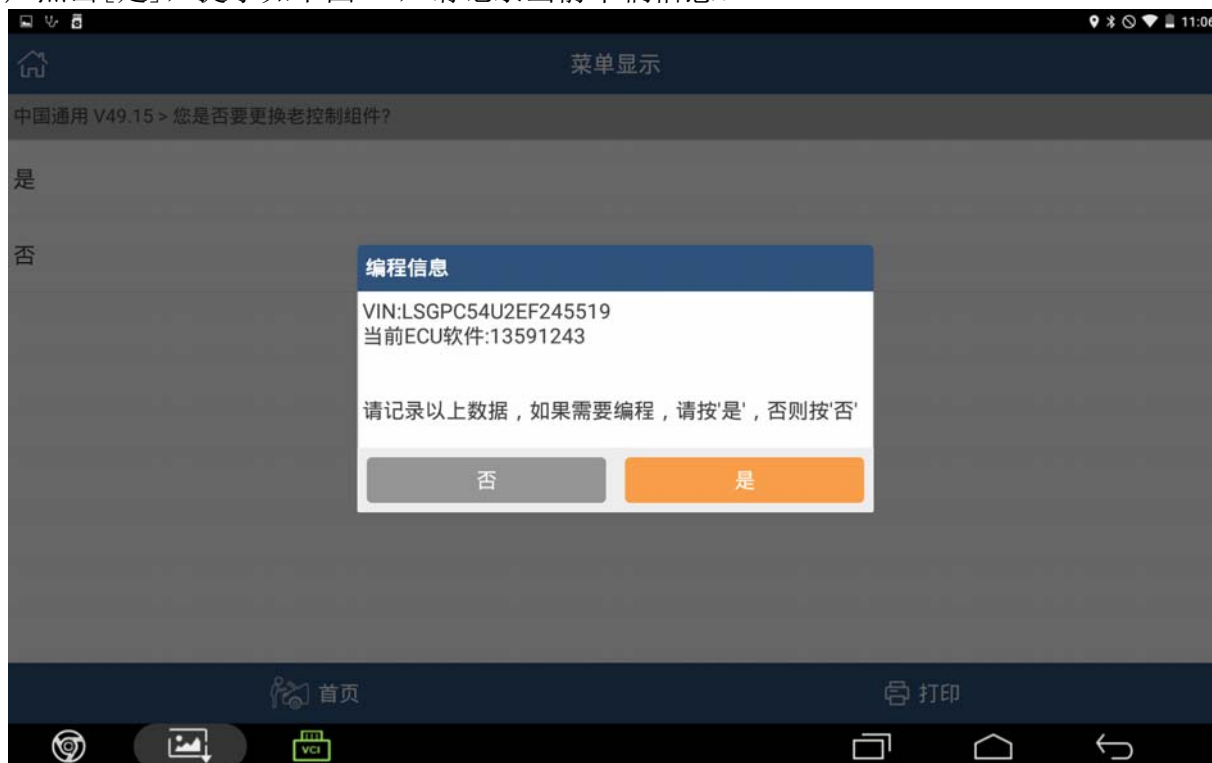 11:06
菜单显示
中国通用 V49.15 > 您是否要更换老控制组件?
是
否
编程信息
VIN:LSGPC54U2EF245519
当前ECU软件:13591243
请记录以上数据，如果需要编程，请按'是'，否则按'否'
否
是
首页
打印
VCI